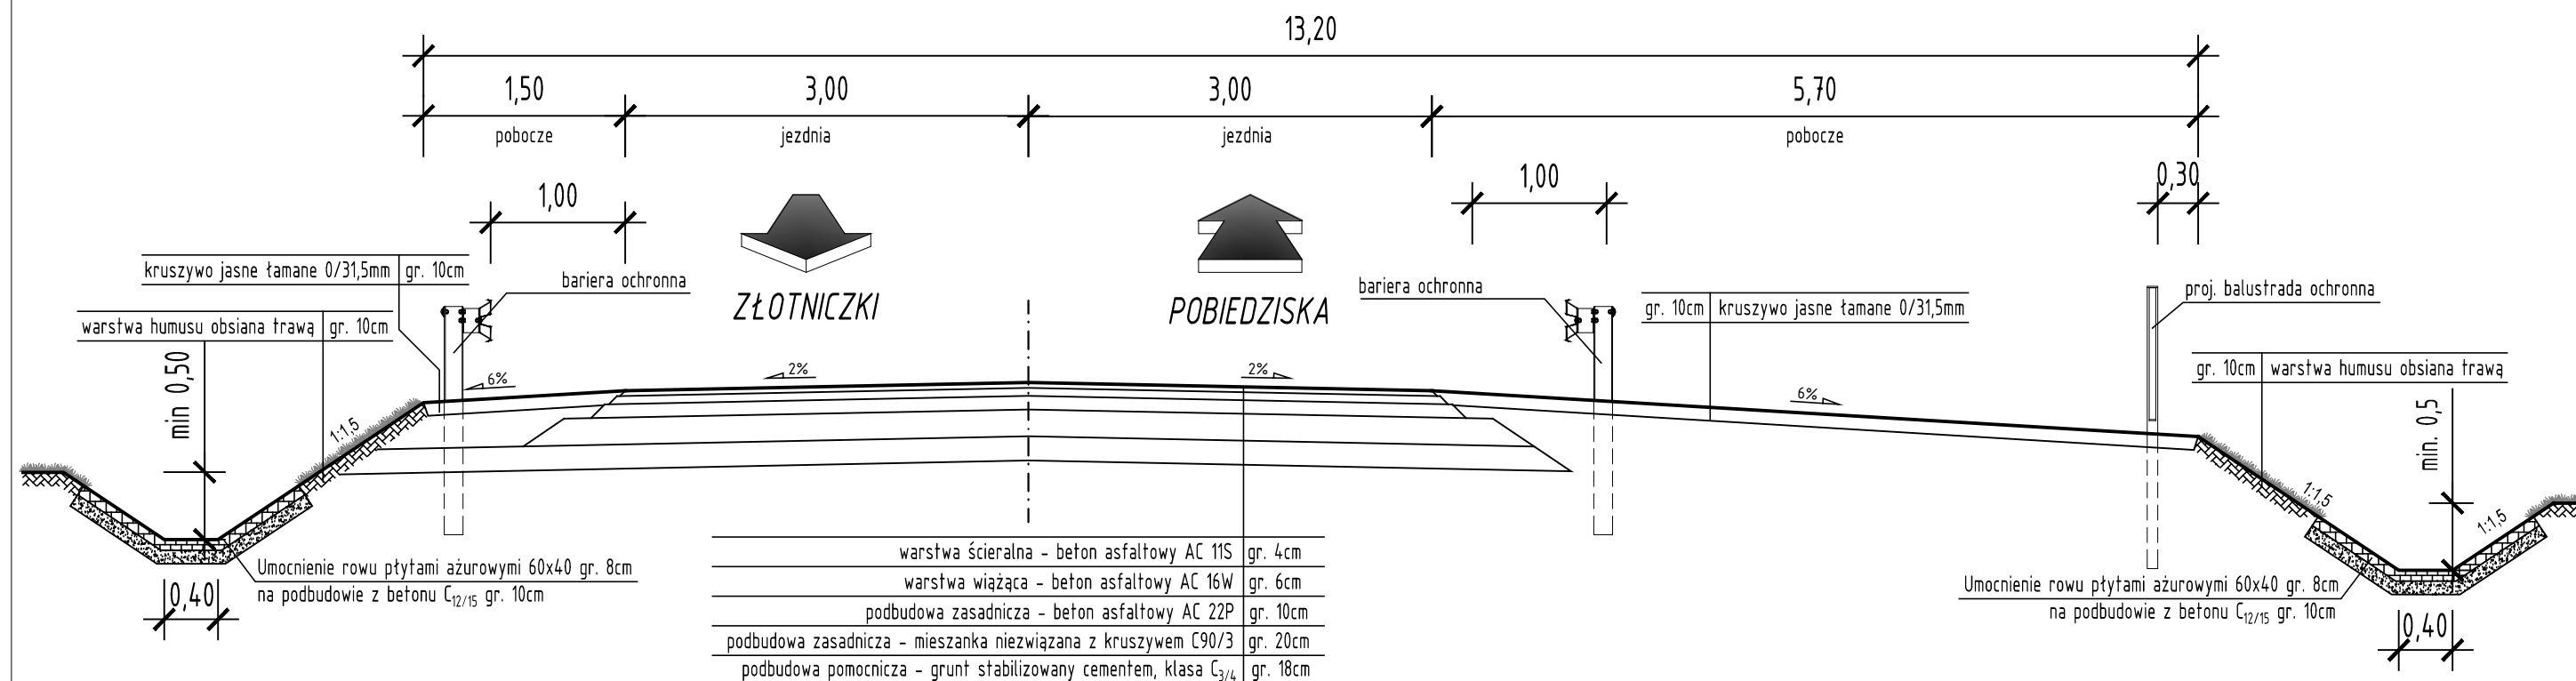 13,20
1,50
3,00
3,00
5,70
pobocze
jezdnia
jezdnia
pobocze
1,00
1,00
0,30
kruszywo jasne łamane 0/31,5mm gr. 10cm
bariera ochronna
bariera ochronna
proj. balustrada ochronna
ZŁOTNICZKI
POBIEDZISKA
gr. 10cm kruszywo jasne łamane 0/31,5mm
warstwa humusu obsiana trawą gr. 10cm
gr. 10cm warstwa humusu obsiana trawą
min 0,50
6%
2%
2%
6%
min. 0,5
1:1,5
1:1,5
1:1,5
Umocnienie rowu płytami ażurowymi 60x40 gr. 8cm
na podbudowie z betonu C12/15 gr. 10cm
0,40
warstwa ścieralna - beton asfaltowy AC 11S gr. 4cm
warstwa wiążąca - beton asfaltowy AC 16W gr. 6cm
podbudowa zasadnicza - beton asfaltowy AC 22P gr. 10cm
podbudowa zasadnicza - mieszanka niezwiązana z kruszywem C90/3 gr. 20cm
podbudowa pomocnicza - grunt stabilizowany cementem, klasa C3/4 gr. 18cm
Umocnienie rowu płytami ażurowymi 60x40 gr. 8cm
na podbudowie z betonu C12/15 gr. 10cm
0,40